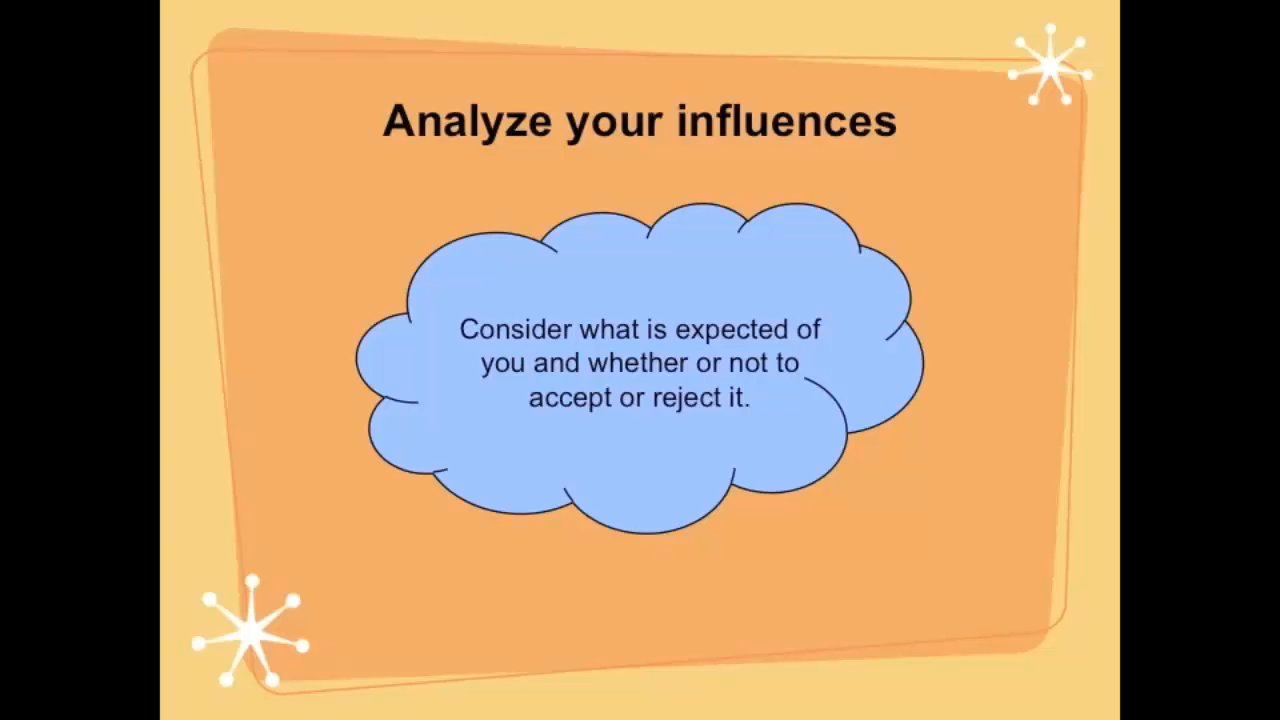 Analyze your influences
Consider what is expected of
you and whether or not to
accept or reject it.